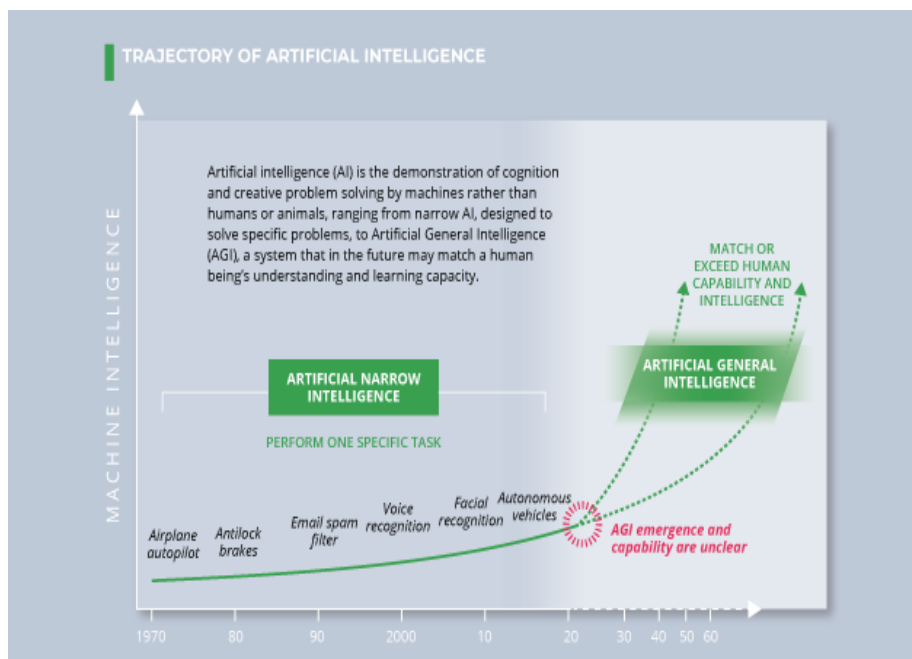 TRAJECTORY OF ARTIFICIAL INTELLIGENCE
MACHINE INTELLIGENCE
Artificial intelligence (AI) is the demonstration of cognition
and creative problem solving by machines rather than
humans or animals, ranging from narrow AI, designed to
solve specific problems, to Artificial General Intelligence
(AGI), a system that in the future may match a human
being's understanding and learning capacity.
MATCH OR
EXCEED HUMAN
CAPABILITY AND
INTELLIGENCE
ARTIFICIAL NARROW
INTELLIGENCE
ARTIFICIAL GENERAL
INTELLIGENCE
PERFORM ONE SPECIFIC TASK
Airplane
autopilot
Antilock
brakes
Email spam
filter
Voice
recognition
Facial
recognition
Autonomous
vehicles
AGI emergence and
capability are unclear
1970 80 90 2000 10 20 30 40 50 60